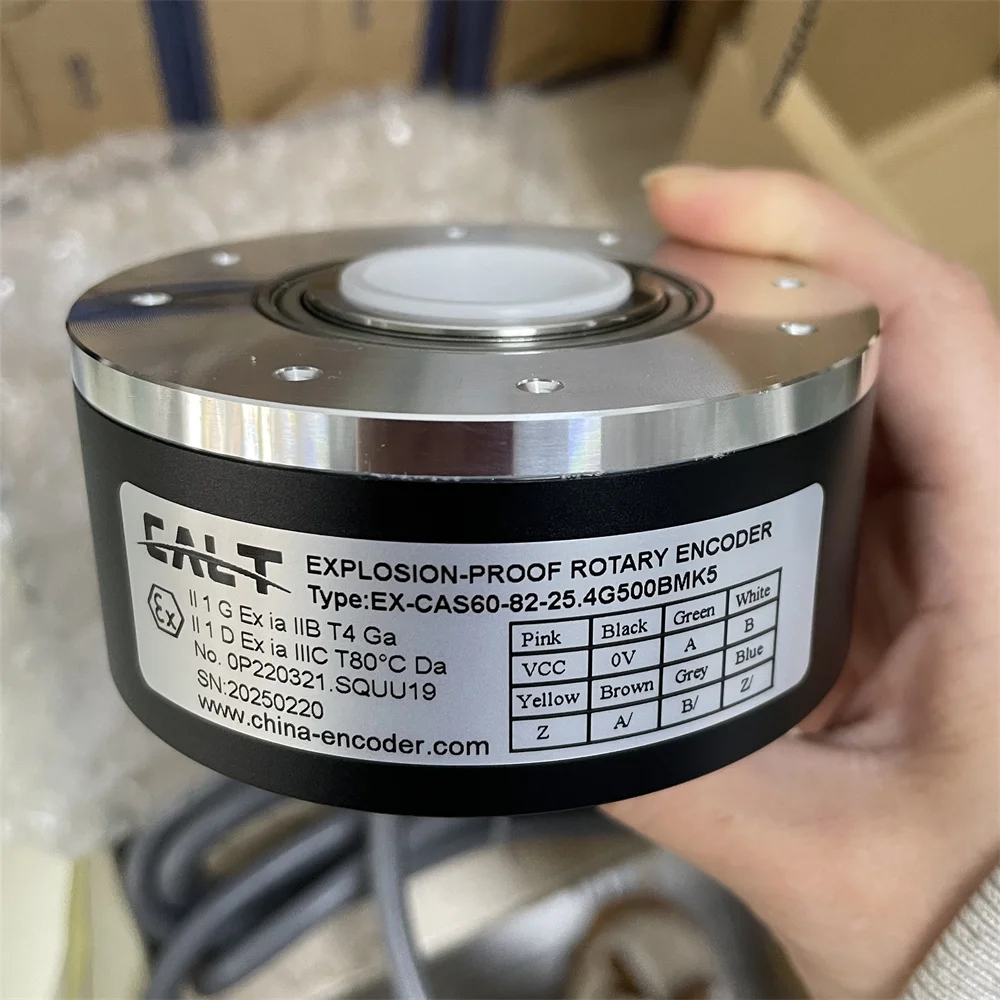 CALT
EXPLOSION-PROOF ROTARY ENCODER
Type:EX-CAS60-82-25.4G500BMK5
Ex
II 1 G Ex ia IIB T4 Ga
II 1 D Ex ia IIIC T80°C Da
No. 0P220321.SQUU19
SN:20250220
www.china-encoder.com
Pink Black Green White
VCC 0V A B
Yellow Brown Grey Blue
Z A/ B/ Z/